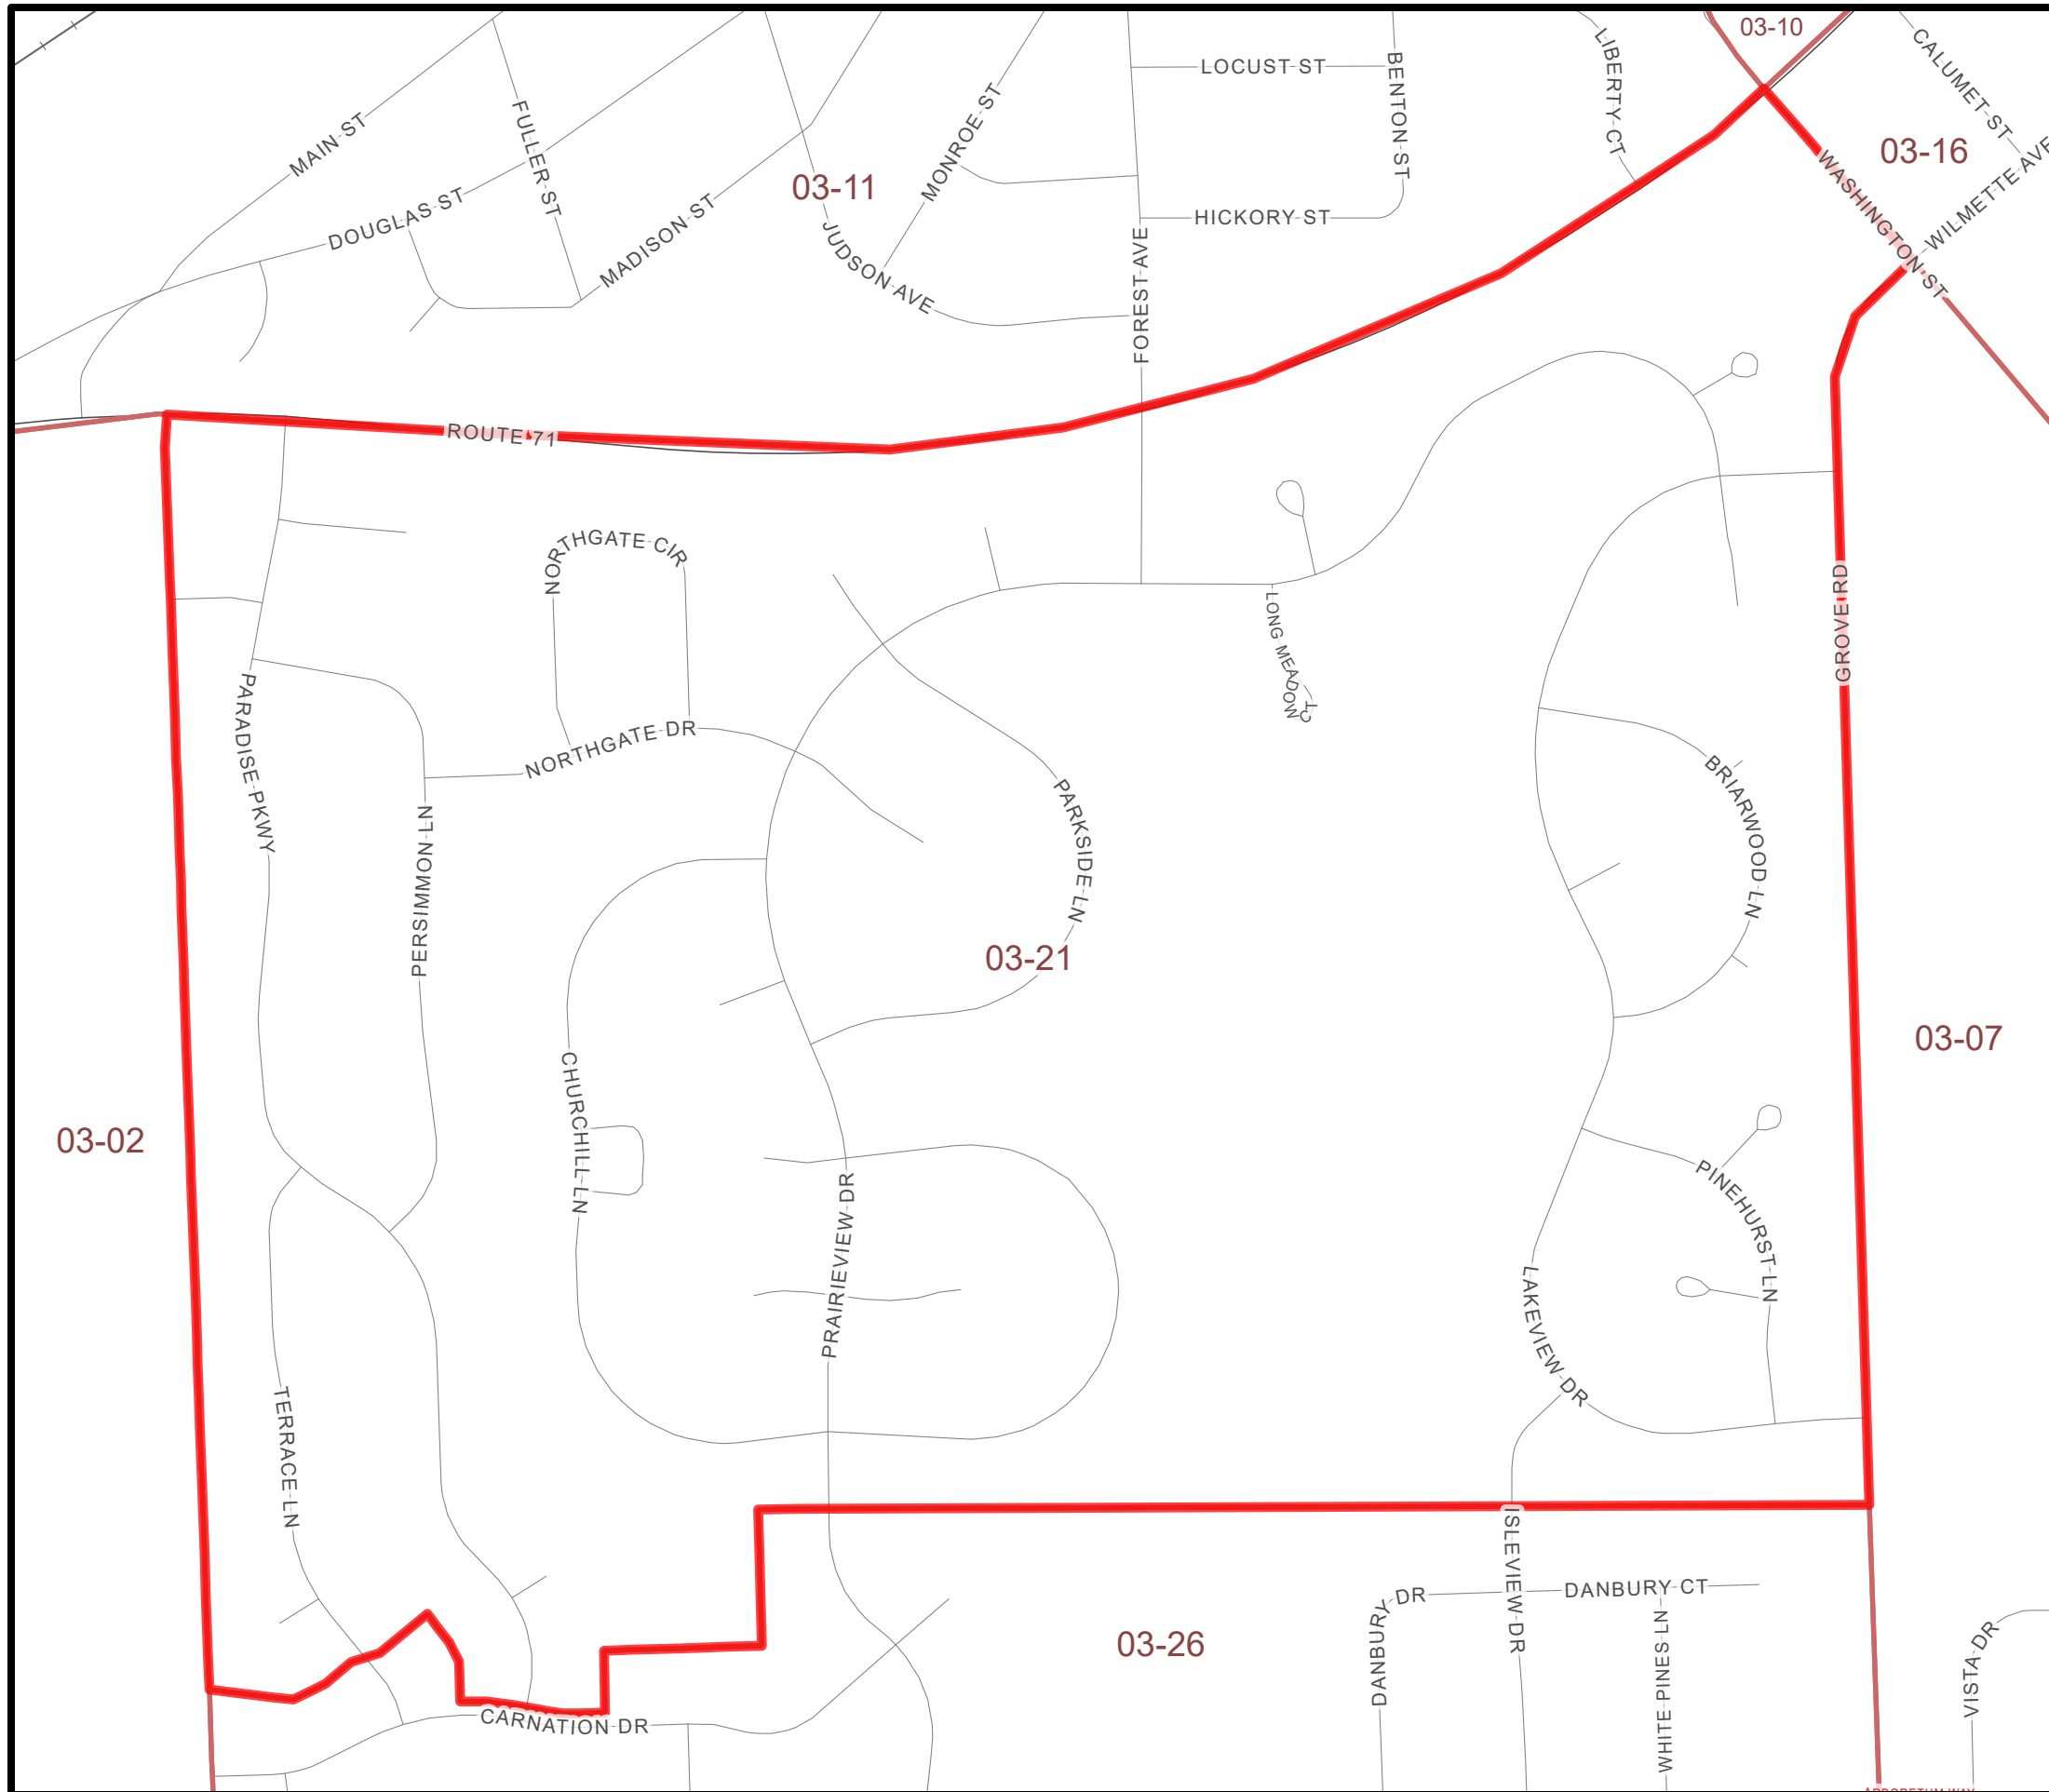 03-10
CALUMET ST
LIBERTY CT
LOCUST ST
BENTON ST
MAIN ST
FULLER ST
MONROE ST
03-16
WASHINGTON ST
WILMETTE AVE
03-11
DOUGLAS ST
MADISON ST
HICKORY ST
JUDSON AVE
FOREST AVE
ROUTE 71
NORTHGATE CIR
GROVE RD
LONG MEADOW CT
PARADISE PKWY
NORTHGATE DR
PERSIMMON LN
PARKSIDE LN
BRIARWOOD LN
03-21
03-07
CHURCHILL LN
03-02
PRAIRIEVIEW DR
PINEHURST LN
LAKEVIEW DR
TERRACE LN
ISLEVIEW DR
DANBURY DR
DANBURY CT
WHITE PINES LN
03-26
VISTA DR
CARNATION DR
ARBORETUM WAY